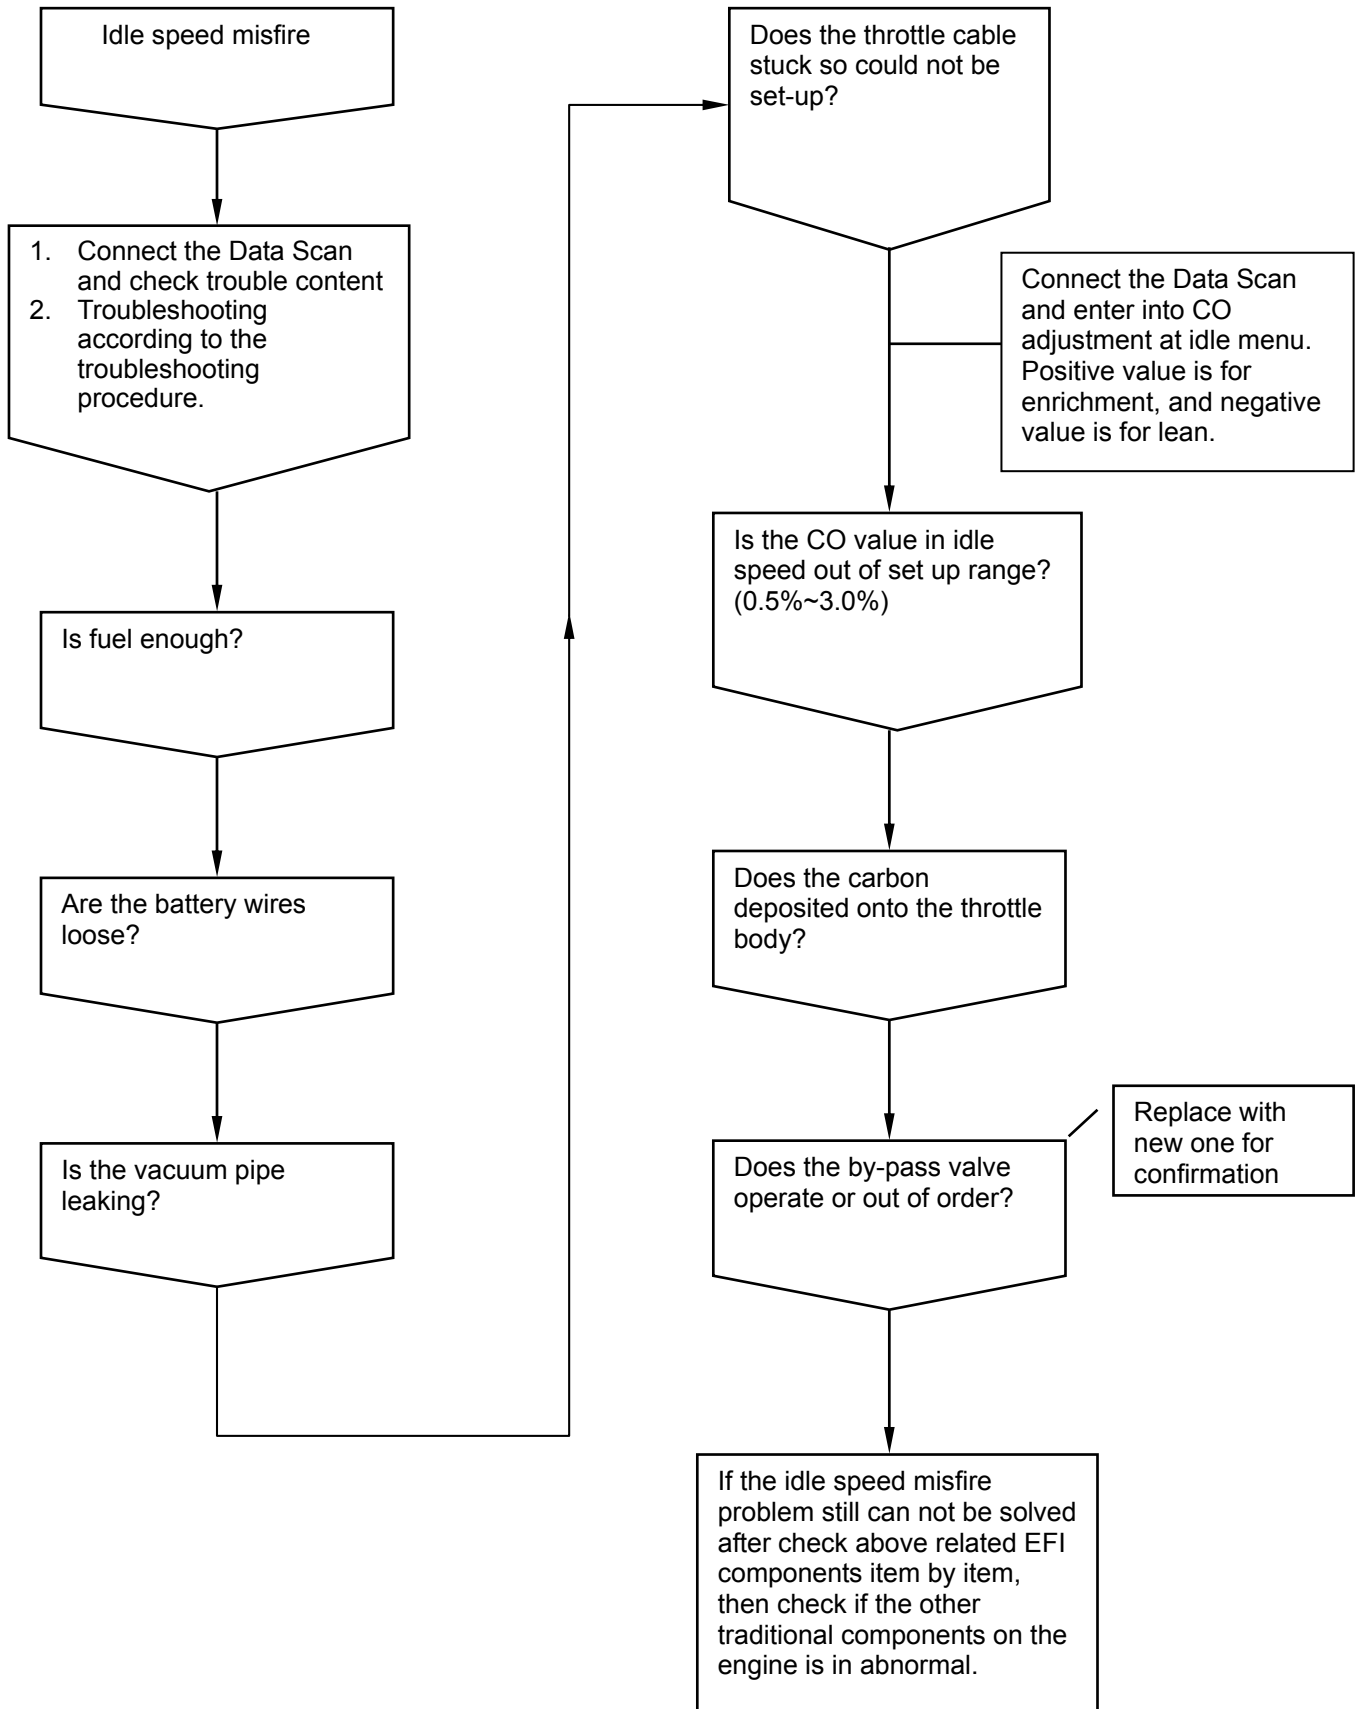 Idle speed misfire
1. Connect the Data Scan
and check trouble content
2. Troubleshooting
according to the
troubleshooting
procedure.
Is fuel enough?
Are the battery wires
loose?
Is the vacuum pipe
leaking?
Does the throttle cable
stuck so could not be
set-up?
Connect the Data Scan
and enter into CO
adjustment at idle menu.
Positive value is for
enrichment, and negative
value is for lean.
Is the CO value in idle
speed out of set up range?
(0.5%~3.0%)
Does the carbon
deposited onto the throttle
body?
Does the by-pass valve
operate or out of order?
Replace with
new one for
confirmation
If the idle speed misfire
problem still can not be solved
after check above related EFI
components item by item,
then check if the other
traditional components on the
engine is in abnormal.